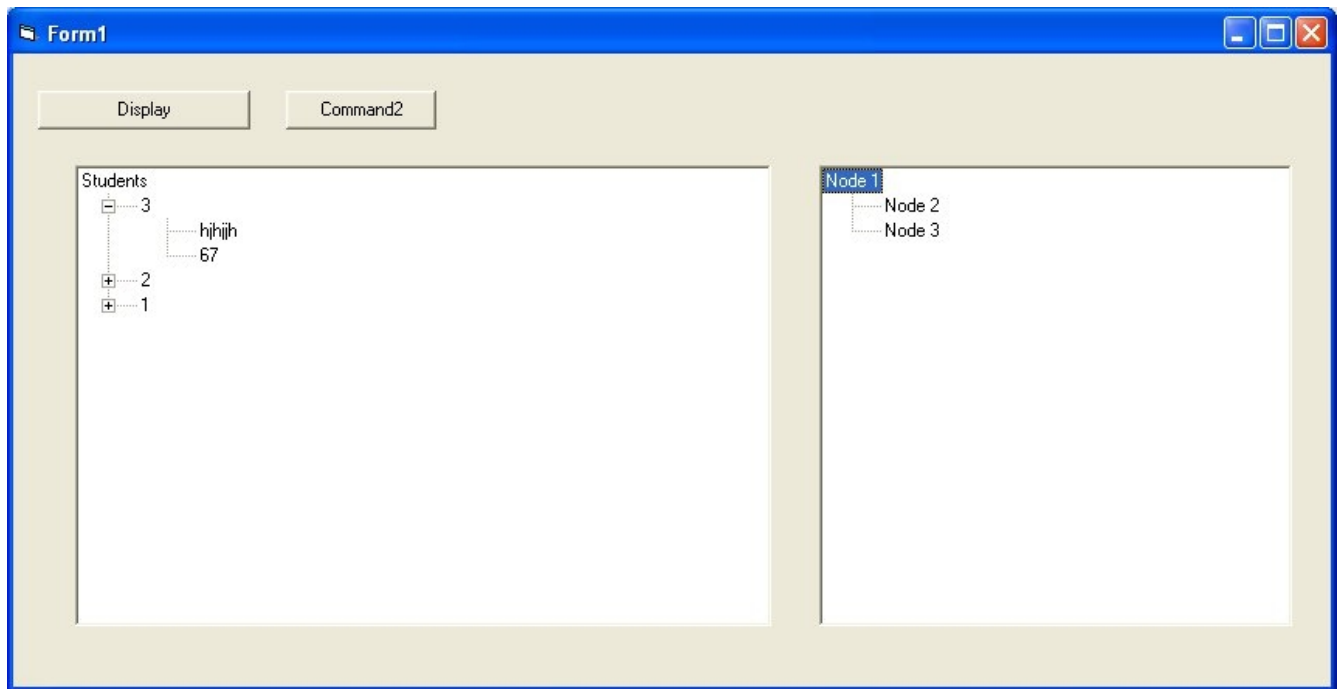 Form1
Display
Command2
Students
3
hjhjjh
67
2
1
Node 1
Node 2
Node 3